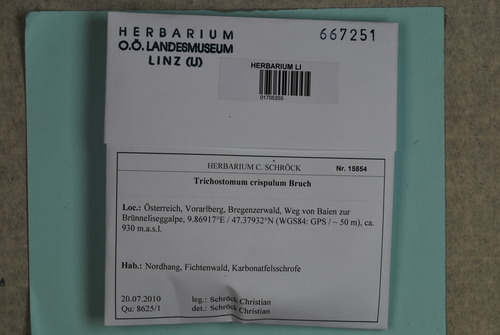 HERBARIUM
O.Ö. LANDESMUSEUM
LINZ (LI)
667251
HERBARIUM LI
01705355
HERBARIUM C. SCHRÖCK
Nr. 15854
Trichostomum crispulum Bruch
Loc.: Österreich, Vorarlberg, Bregenzerwald, Weg von Baien zur
Brünneliseggalpe, 9.86917°E / 47.37932°N (WGS84: GPS / ~ 50 m), ca.
930 m.a.s.l.
Hab.: Nordhang, Fichtenwald, Karbonatfelsschrofe
20.07.2010 leg.: Schröck Christian
Qu: 8625/1 det.: Schröck Christian